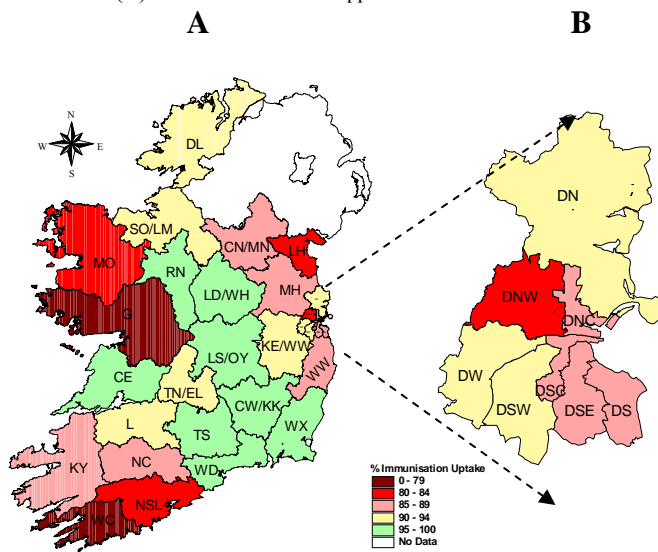 A B
N
W E
S
DL
SO/LM
MO
RN
CN/MN
LH
LD/WH
MH
G
LS/OY
KE/WW
WW
CE
TN/EL
CW/KK
L
TS
WX
KY
NC
WD
NSL
WC
DN
DNW
DNC
DW
DSW
DSC
DSE
DS
% Immunisation Uptake
0 - 79
80 - 84
85 - 89
90 - 94
95 - 100
No Data